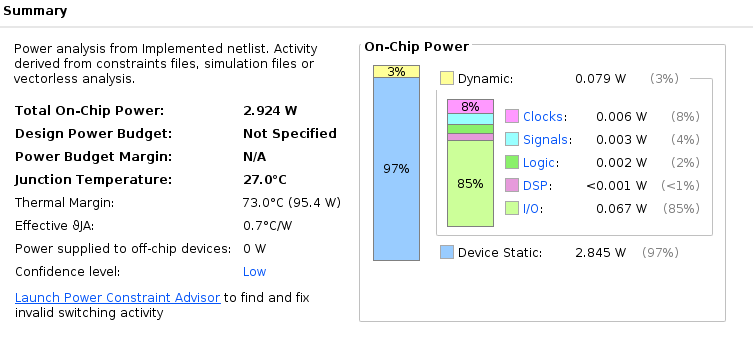 Summary
Power analysis from Implemented netlist. Activity
derived from constraints files, simulation files or
vectorless analysis.
Total On-Chip Power: 2.924 W
Design Power Budget: Not Specified
Power Budget Margin: N/A
Junction Temperature: 27.0°C
Thermal Margin: 73.0°C (95.4 W)
Effective ϑJA: 0.7°C/W
Power supplied to off-chip devices: 0 W
Confidence level: Low
Launch Power Constraint Advisor to find and fix
invalid switching activity
On-Chip Power
3%
97%
Dynamic: 0.079 W (3%)
8%
85%
Clocks: 0.006 W (8%)
Signals: 0.003 W (4%)
Logic: 0.002 W (2%)
DSP: <0.001 W (<1%)
I/O: 0.067 W (85%)
Device Static: 2.845 W (97%)